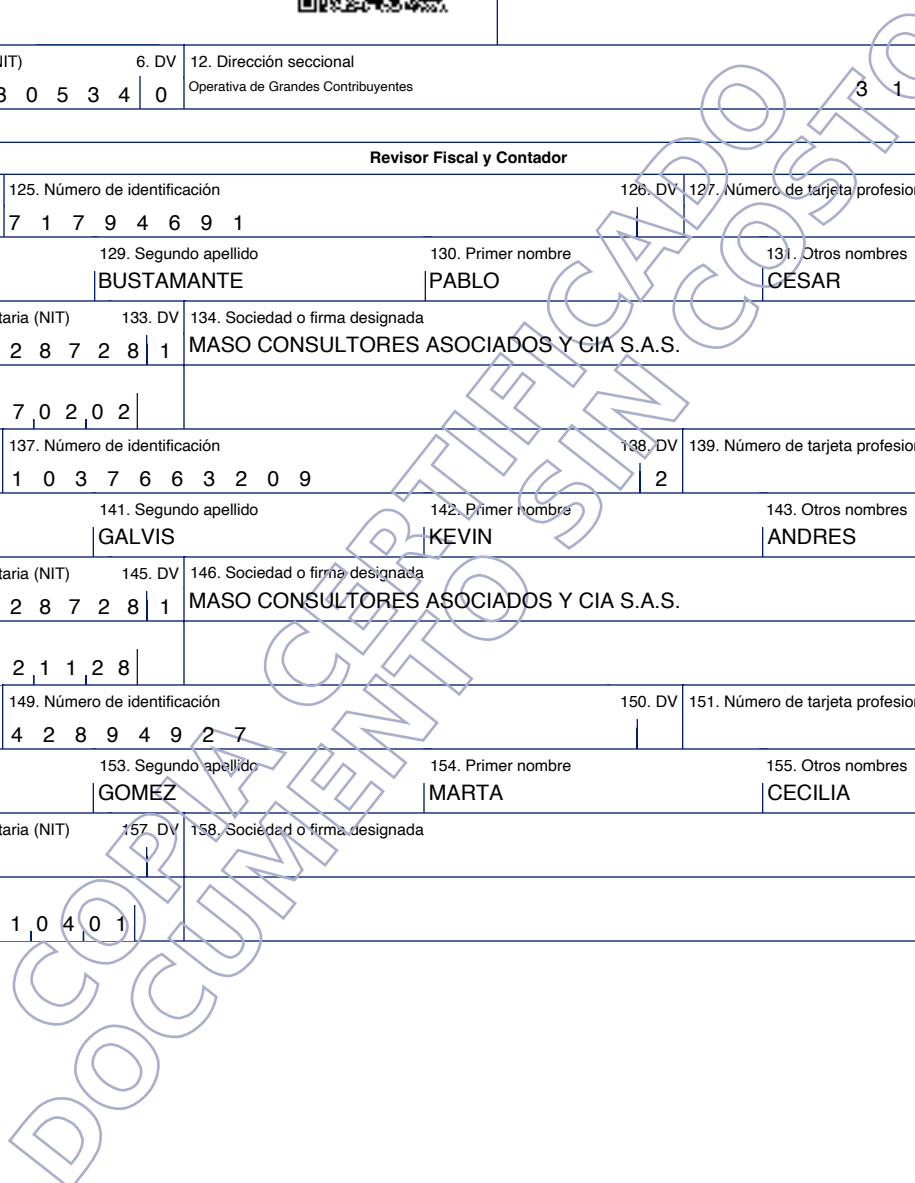 NIT) 6. DV 12. Dirección seccional
3 0 5 3 4 0 Operativa de Grandes Contribuyentes 3 1
Revisor Fiscal y Contador
125. Número de identificación 126. DV 127. Número de tarjeta profesion
7 1 7 9 4 6 9 1
129. Segundo apellido 130. Primer nombre 131. Otros nombres
BUSTAMANTE PABLO CESAR
taria (NIT) 133. DV 134. Sociedad o firma designada
2 8 7 2 8 1 MASO CONSULTORES ASOCIADOS Y CIA S.A.S.
7 0 2 0 2
137. Número de identificación 138. DV 139. Número de tarjeta profesion
1 0 3 7 6 6 3 2 0 9 2
141. Segundo apellido 142. Primer nombre 143. Otros nombres
GALVIS KEVIN ANDRES
taria (NIT) 145. DV 146. Sociedad o firma designada
2 8 7 2 8 1 MASO CONSULTORES ASOCIADOS Y CIA S.A.S.
2 1 1 2 8
149. Número de identificación 150. DV 151. Número de tarjeta profesion
4 2 8 9 4 9 2 7
153. Segundo apellido 154. Primer nombre 155. Otros nombres
GOMEZ MARTA CECILIA
taria (NIT) 157. DV 158. Sociedad o firma designada
1 0 4 0 1
COPIA CERTIFICADO
DOCUMENTO SIN COSTO